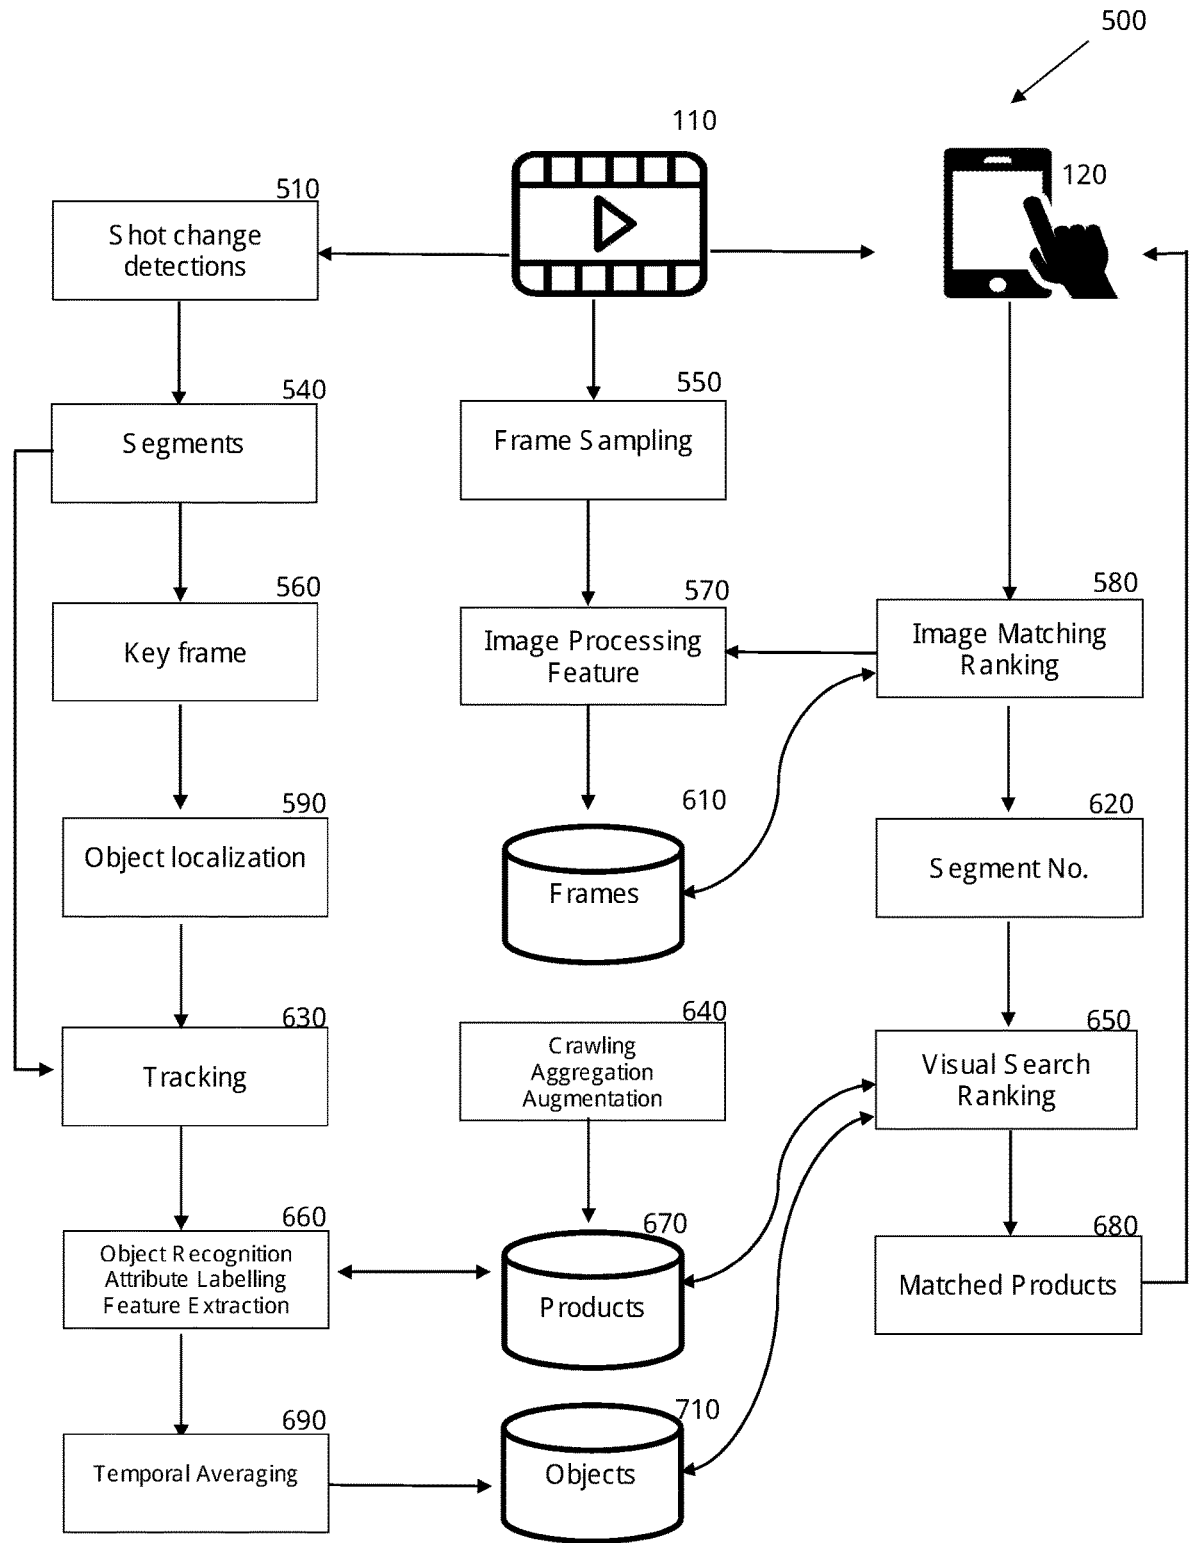 500
110
120
510
Shot change
detections
540
Segments
550
Frame Sampling
560
Key frame
570
Image Processing
Feature
580
Image Matching
Ranking
590
Object localization
610
Frames
620
Segment No.
630
Tracking
640
Crawling
Aggregation
Augmentation
650
Visual Search
Ranking
660
Object Recognition
Attribute Labelling
Feature Extraction
670
Products
680
Matched Products
690
Temporal Averaging
710
Objects